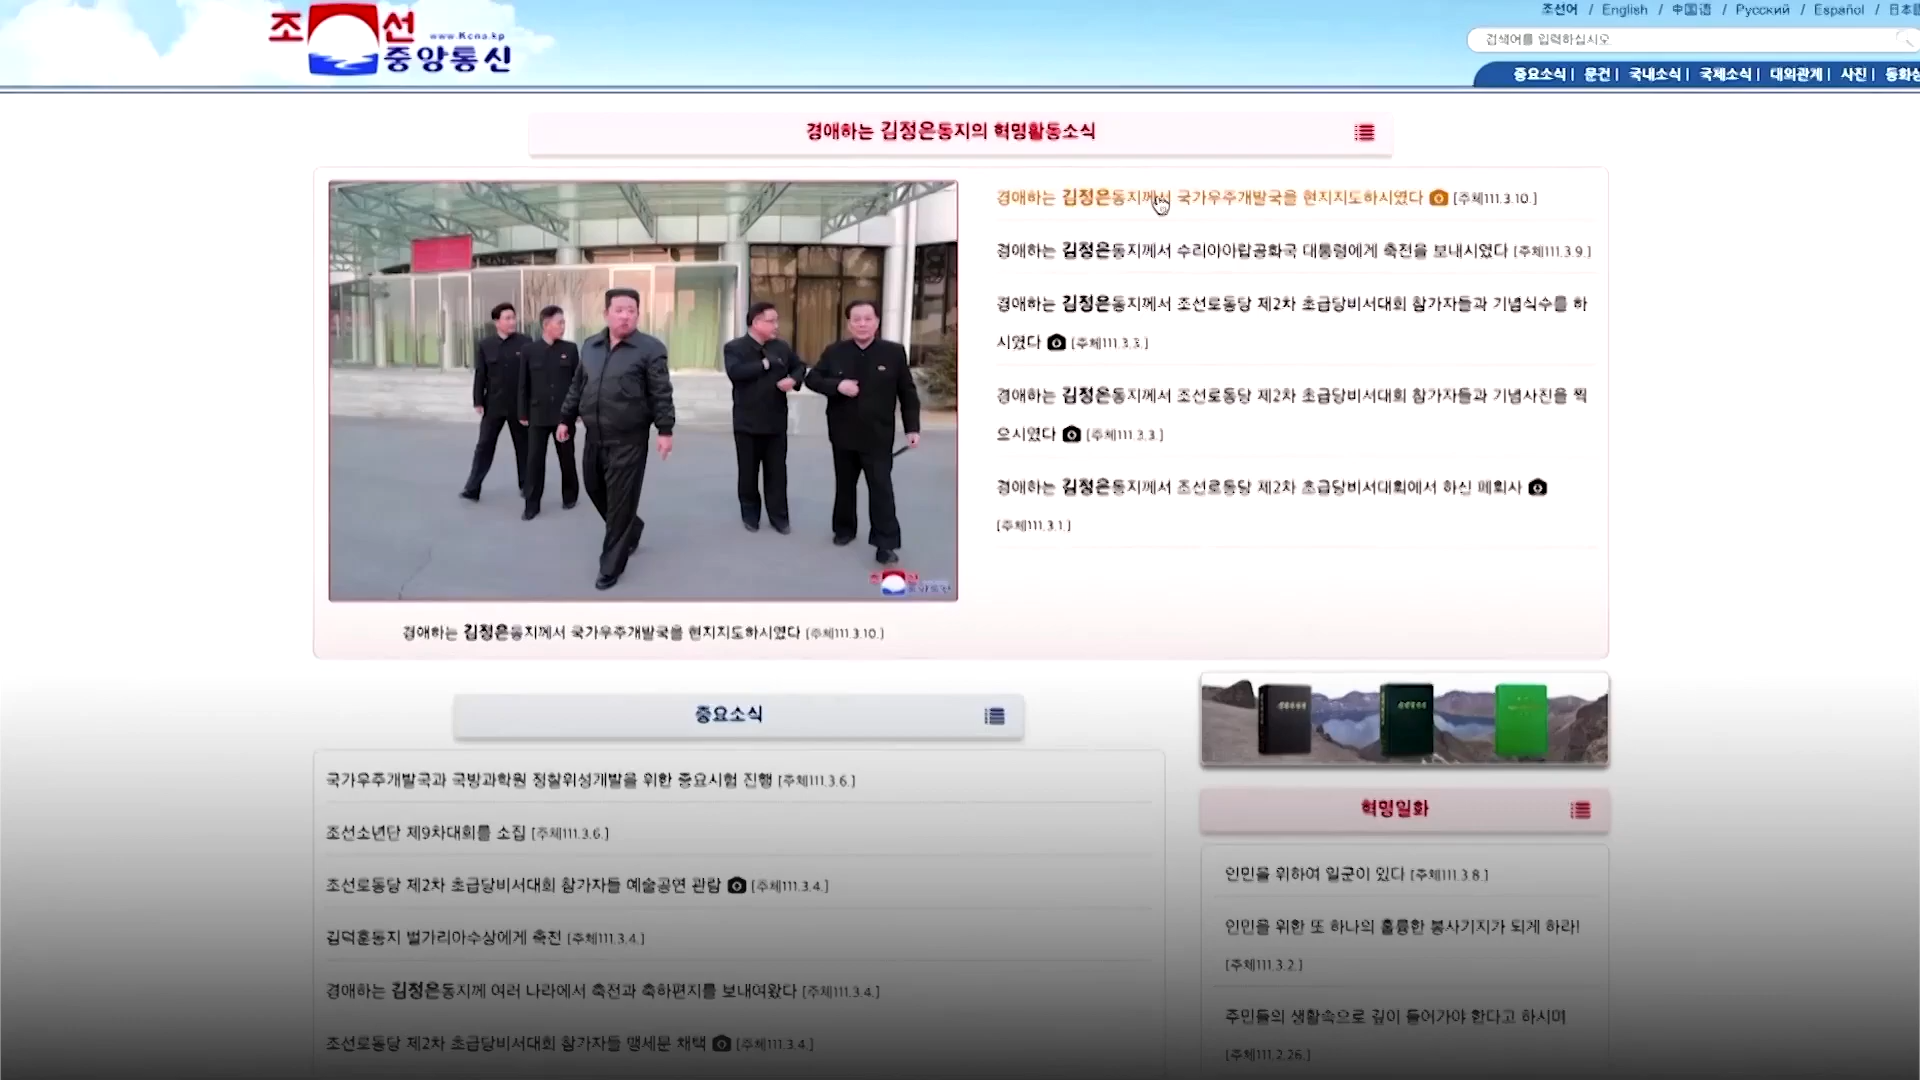 조선
www.kcna.kp
중앙통신
조선어 / English / 中国语 / Русский / Español /
검색어를 입력하십시오
중요소식 | 문건 | 국내소식 | 국제소식 | 대외관계 | 사진 |
경애하는 김정은동지의 혁명활동소식
경애하는 김정은동지께서 국가우주개발국을 현지지도하시였다 [주체111.3.10.]
경애하는 김정은동지께서 수리아아랍공화국 대통령에게 축전을 보내시였다 [주체111.3.9.]
경애하는 김정은동지께서 조선로동당 제2차 초급당비서대회 참가자들과 기념식수를 하
시였다 [주체111.3.3.]
경애하는 김정은동지께서 조선로동당 제2차 초급당비서대회 참가자들과 기념사진을 찍
으시였다 [주체111.3.3.]
경애하는 김정은동지께서 조선로동당 제2차 초급당비서대회에서 하신 페회사
[주체111.3.1.]
경애하는 김정은동지께서 국가우주개발국을 현지지도하시였다 [주체111.3.10.]
중요소식
국가우주개발국과 국방과학원 정찰위성개발을 위한 중요시험 진행 [주체111.3.6.]
조선소년단 제9차대회를 소집 [주체111.3.6.]
조선로동당 제2차 초급당비서대회 참가자들 예술공연 관람 [주체111.3.4.]
김덕훈동지 벌가리아수상에게 축전 [주체111.3.4.]
경애하는 김정은동지께 여러 나라에서 축전과 축하편지를 보내여왔다 [주체111.3.4.]
조선로동당 제2차 초급당비서대회 참가자들 맹세문 채택 [주체111.3.4.]
혁명일화
인민을 위하여 일군이 있다 [주체111.3.8.]
인민을 위한 또 하나의 훌륭한 봉사기지가 되게 하라!
[주체111.3.2.]
주민들의 생활속으로 깊이 들어가야 한다고 하시며
[주체111.2.26.]